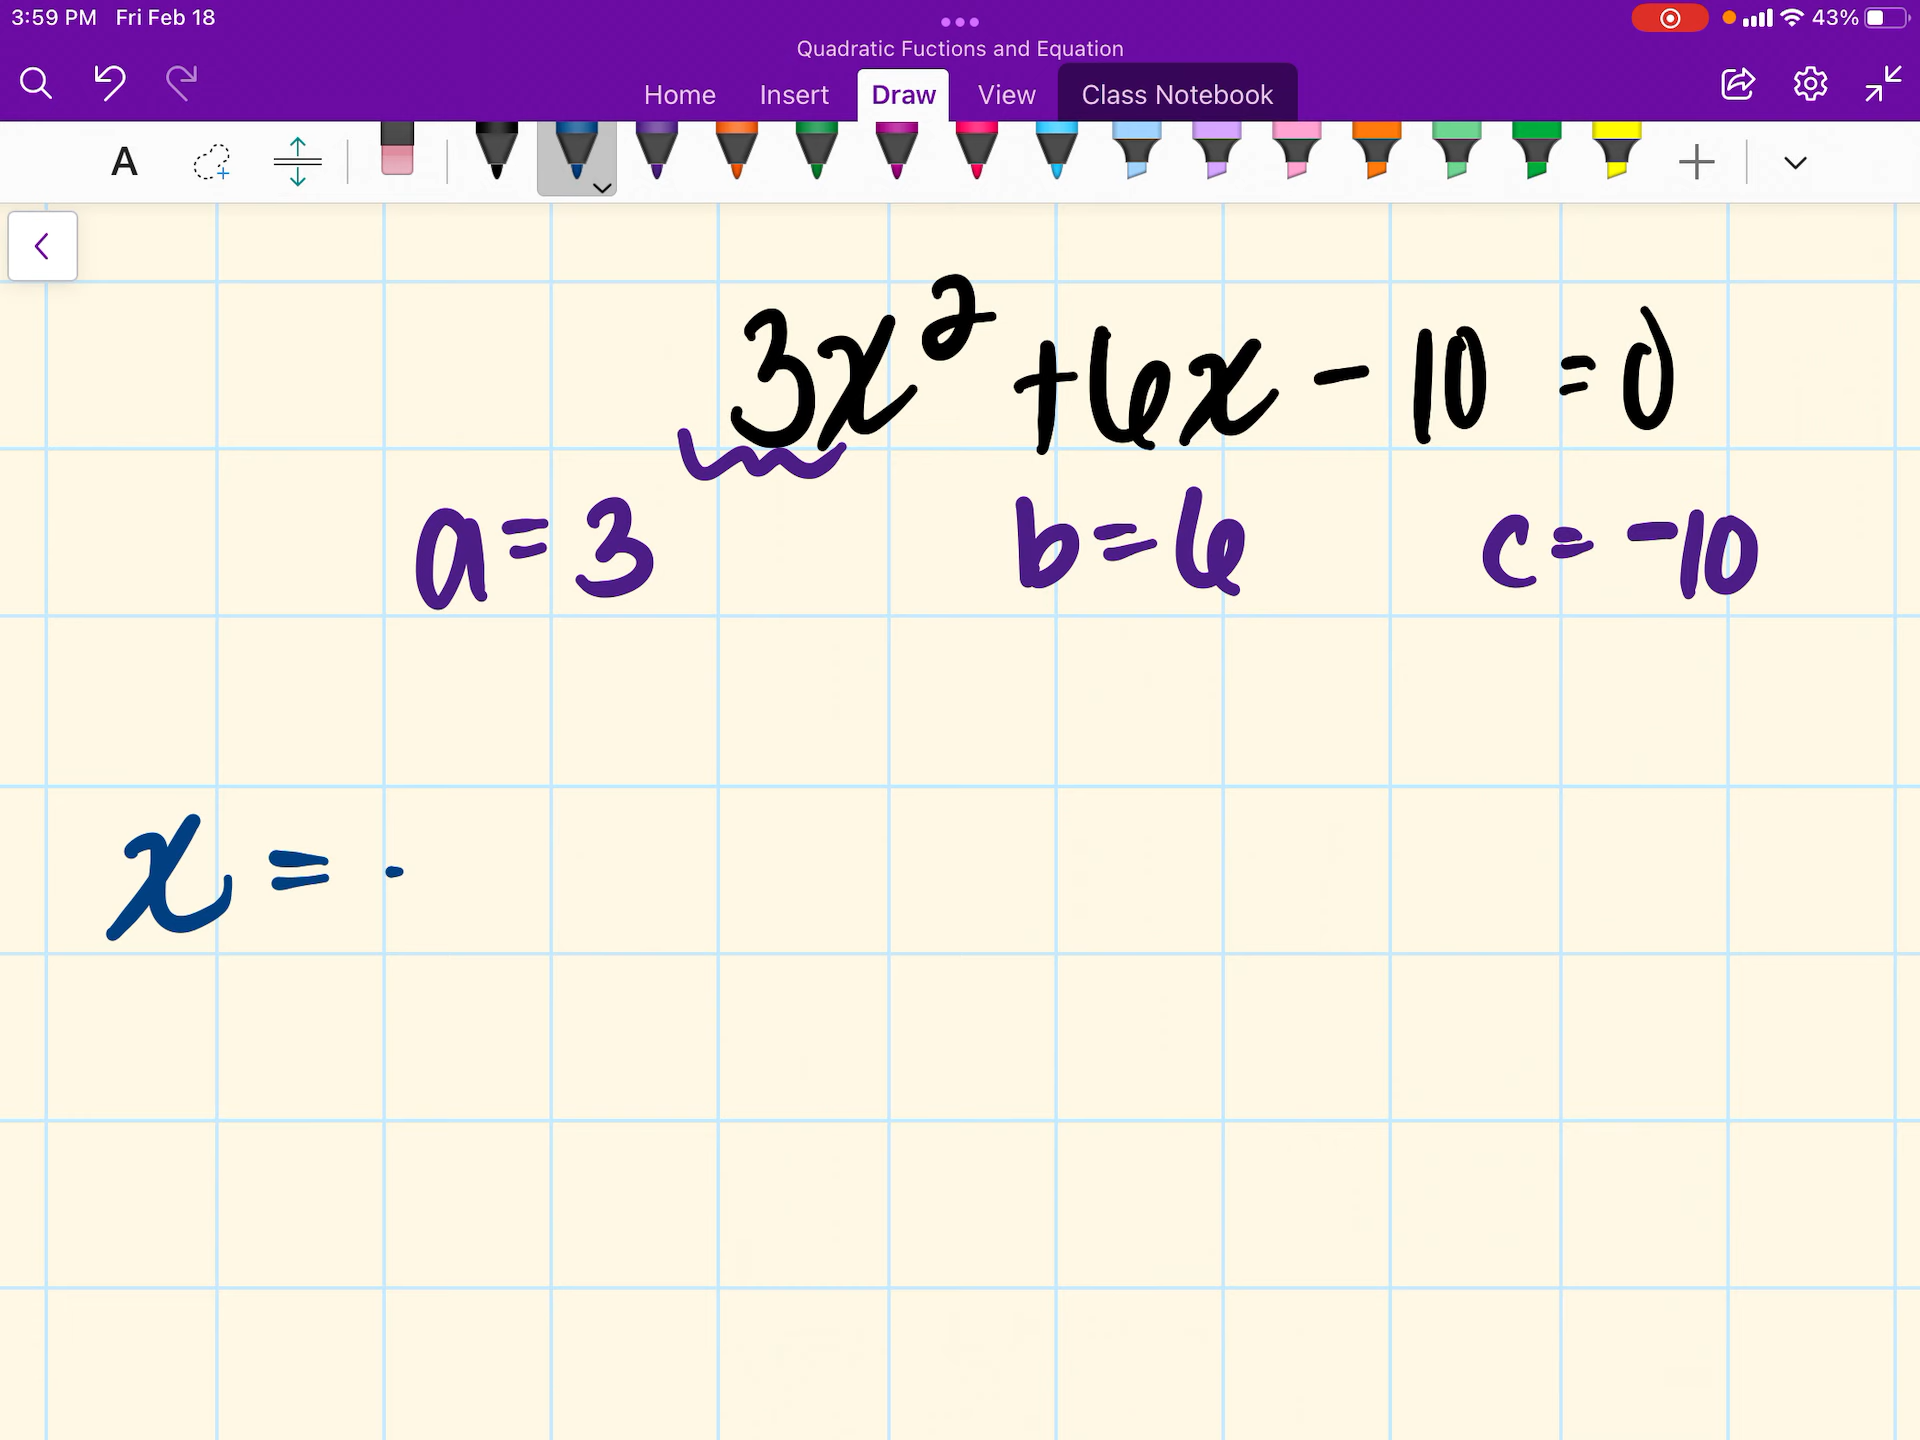 3:59 PM Fri Feb 18
43%
Quadratic Fuctions and Equation
Home Insert Draw View Class Notebook
A
3x² + 6x - 10 = 0
a = 3 b = 6 c = -10
x = -